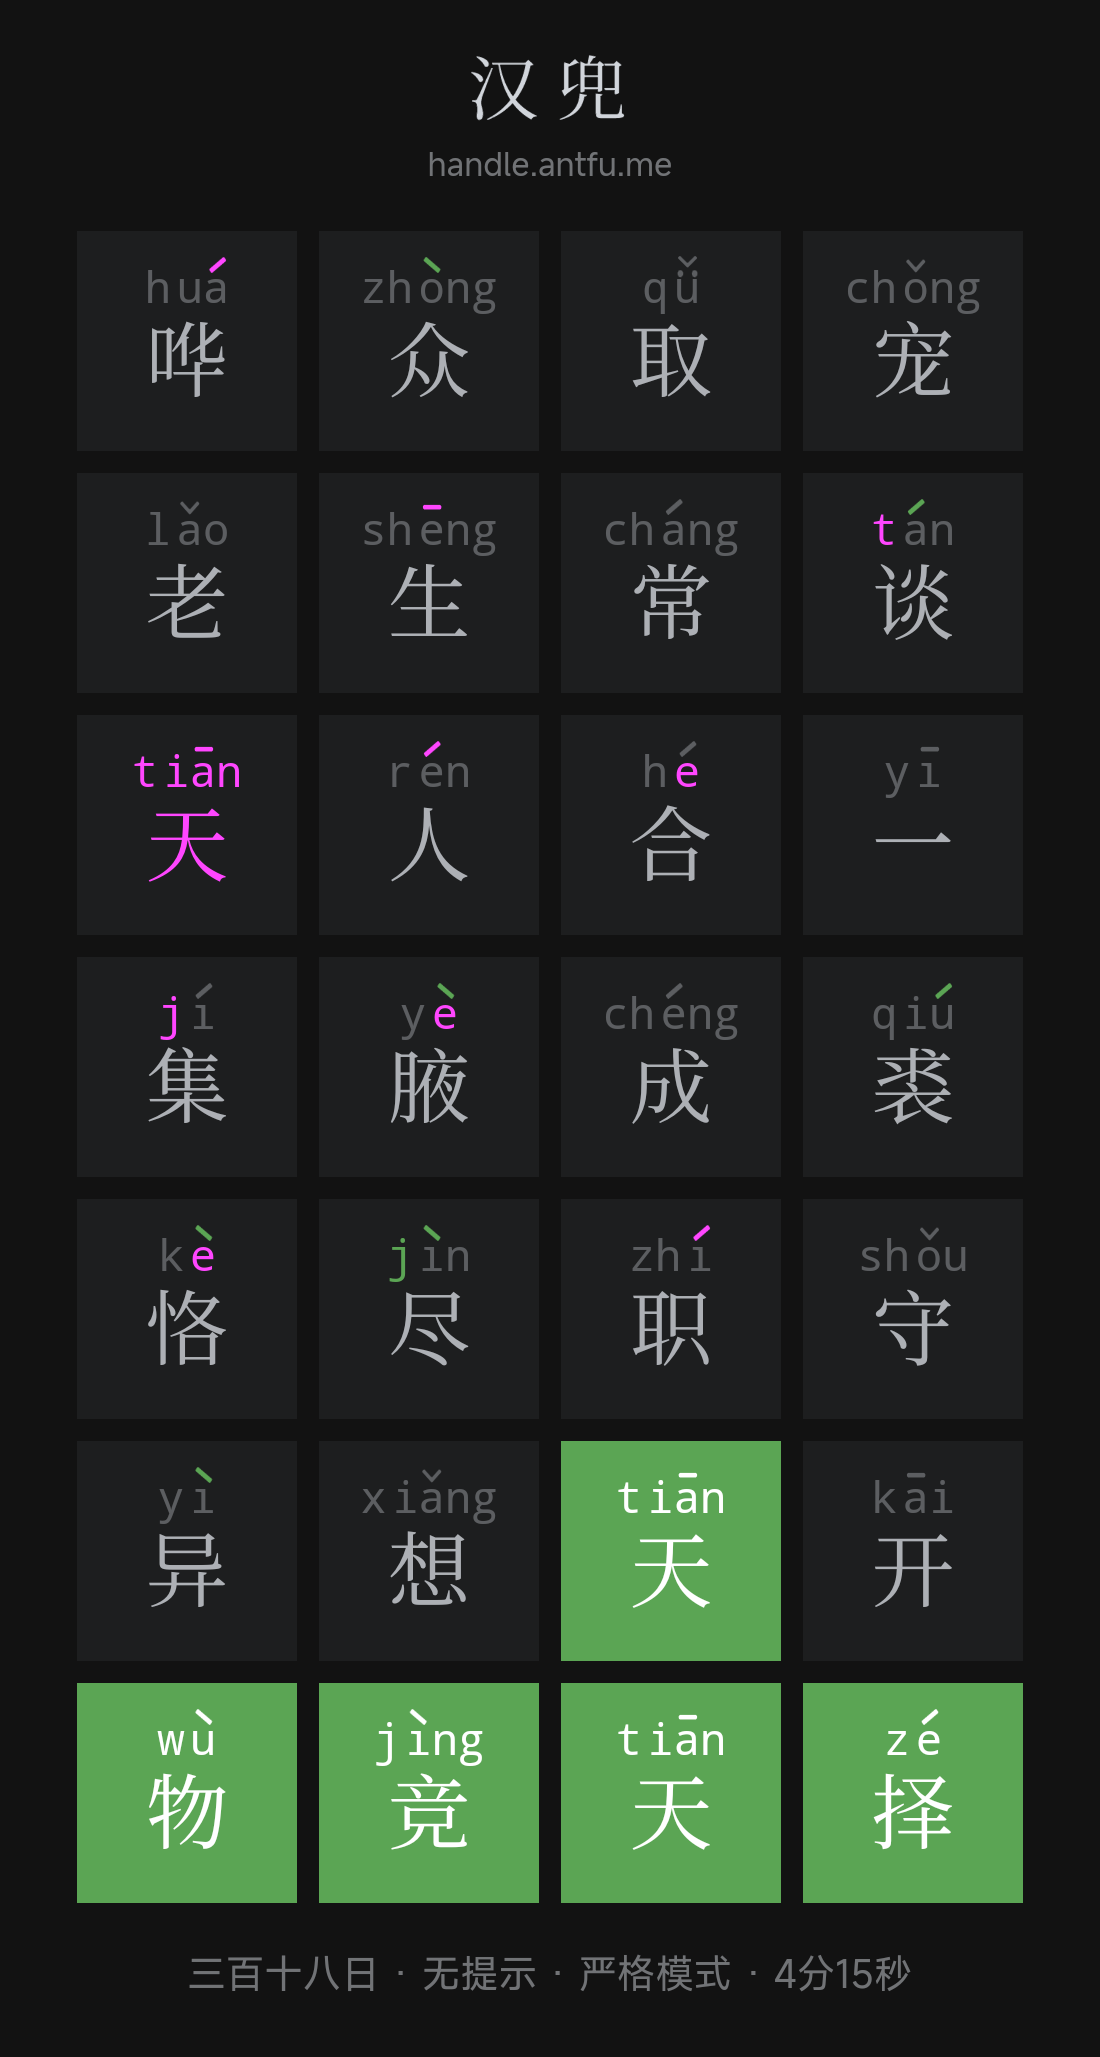 汉兜
handle.antfu.me
huá zhòng qǚ chǒng
哗 众 取 宠
lǎo shēng cháng tán
老 生 常 谈
tiān rén hé yī
天 人 合 一
jí yè chéng qiú
集 腋 成 裘
kè jìn zhí shǒu
恪 尽 职 守
yì xiǎng tiān kāi
异 想 天 开
wù jìng tiān zé
物 竞 天 择
三百十八日 · 无提示 · 严格模式 · 4分15秒